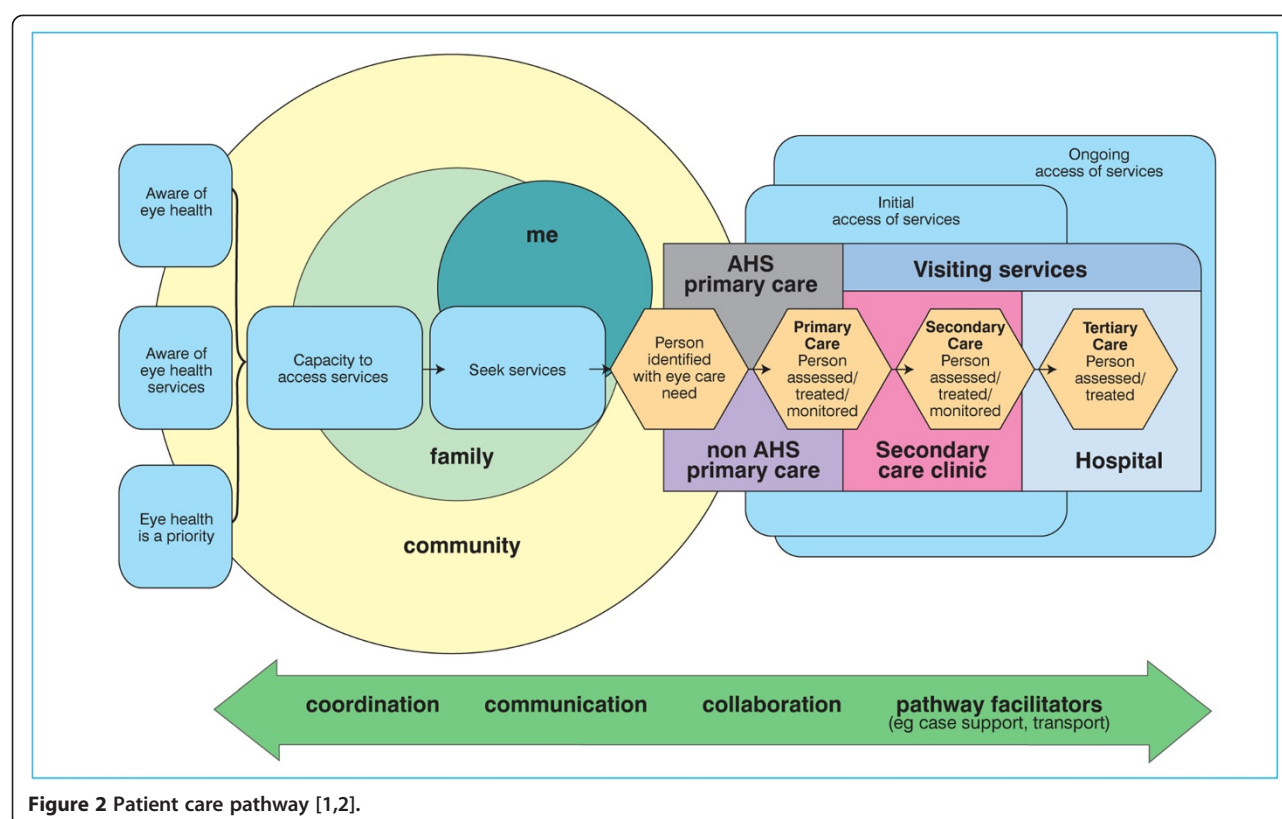 Aware of
eye health
Aware of
eye health
services
Eye health
is a priority
Capacity to
access services
Seek services
me
family
community
Person
identified
with eye care
need
AHS
primary care
non AHS
primary care
Primary
Care
Person
assessed/
treated/
monitored
Initial
access of services
Ongoing
access of services
Visiting services
Secondary
Care
Person
assessed/
treated/
monitored
Secondary
care clinic
Tertiary
Care
Person
assessed/
treated
Hospital
coordination
communication
collaboration
pathway facilitators
(eg case support, transport)
Figure 2 Patient care pathway [1,2].